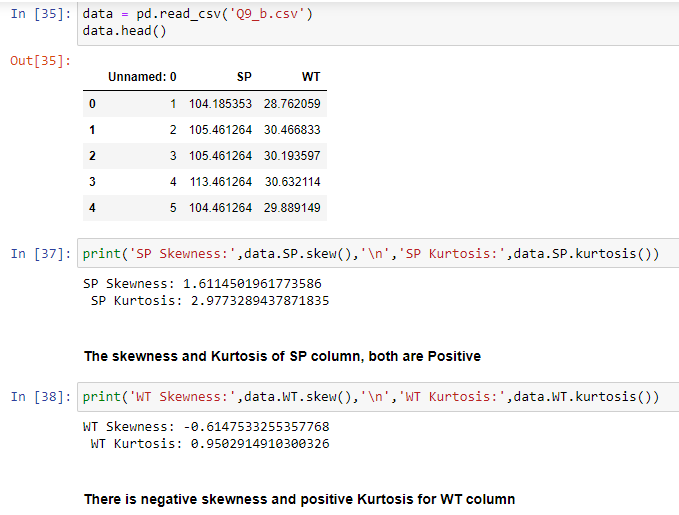 In [35]: data = pd.read_csv('Q9_b.csv')
data.head()
Out[35]:
Unnamed: 0 SP WT
0 1 104.185353 28.762059
1 2 105.461264 30.466833
2 3 105.461264 30.193597
3 4 113.461264 30.632114
4 5 104.461264 29.889149
In [37]: print('SP Skewness:',data.SP.skew(),'\n','SP Kurtosis:',data.SP.kurtosis())
SP Skewness: 1.6114501961773586
SP Kurtosis: 2.9773289437871835
The skewness and Kurtosis of SP column, both are Positive
In [38]: print('WT Skewness:',data.WT.skew(),'\n','WT Kurtosis:',data.WT.kurtosis())
WT Skewness: -0.6147533255357768
WT Kurtosis: 0.9502914910300326
There is negative skewness and positive Kurtosis for WT column